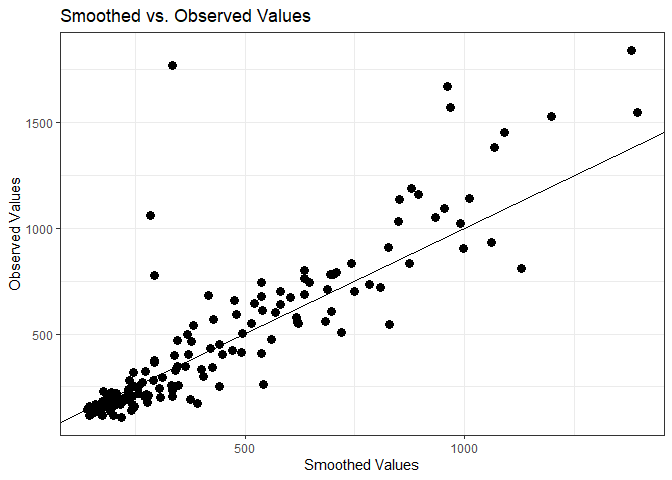 Smoothed vs. Observed Values
Observed Values
1500
1000
500
500
1000
Smoothed Values